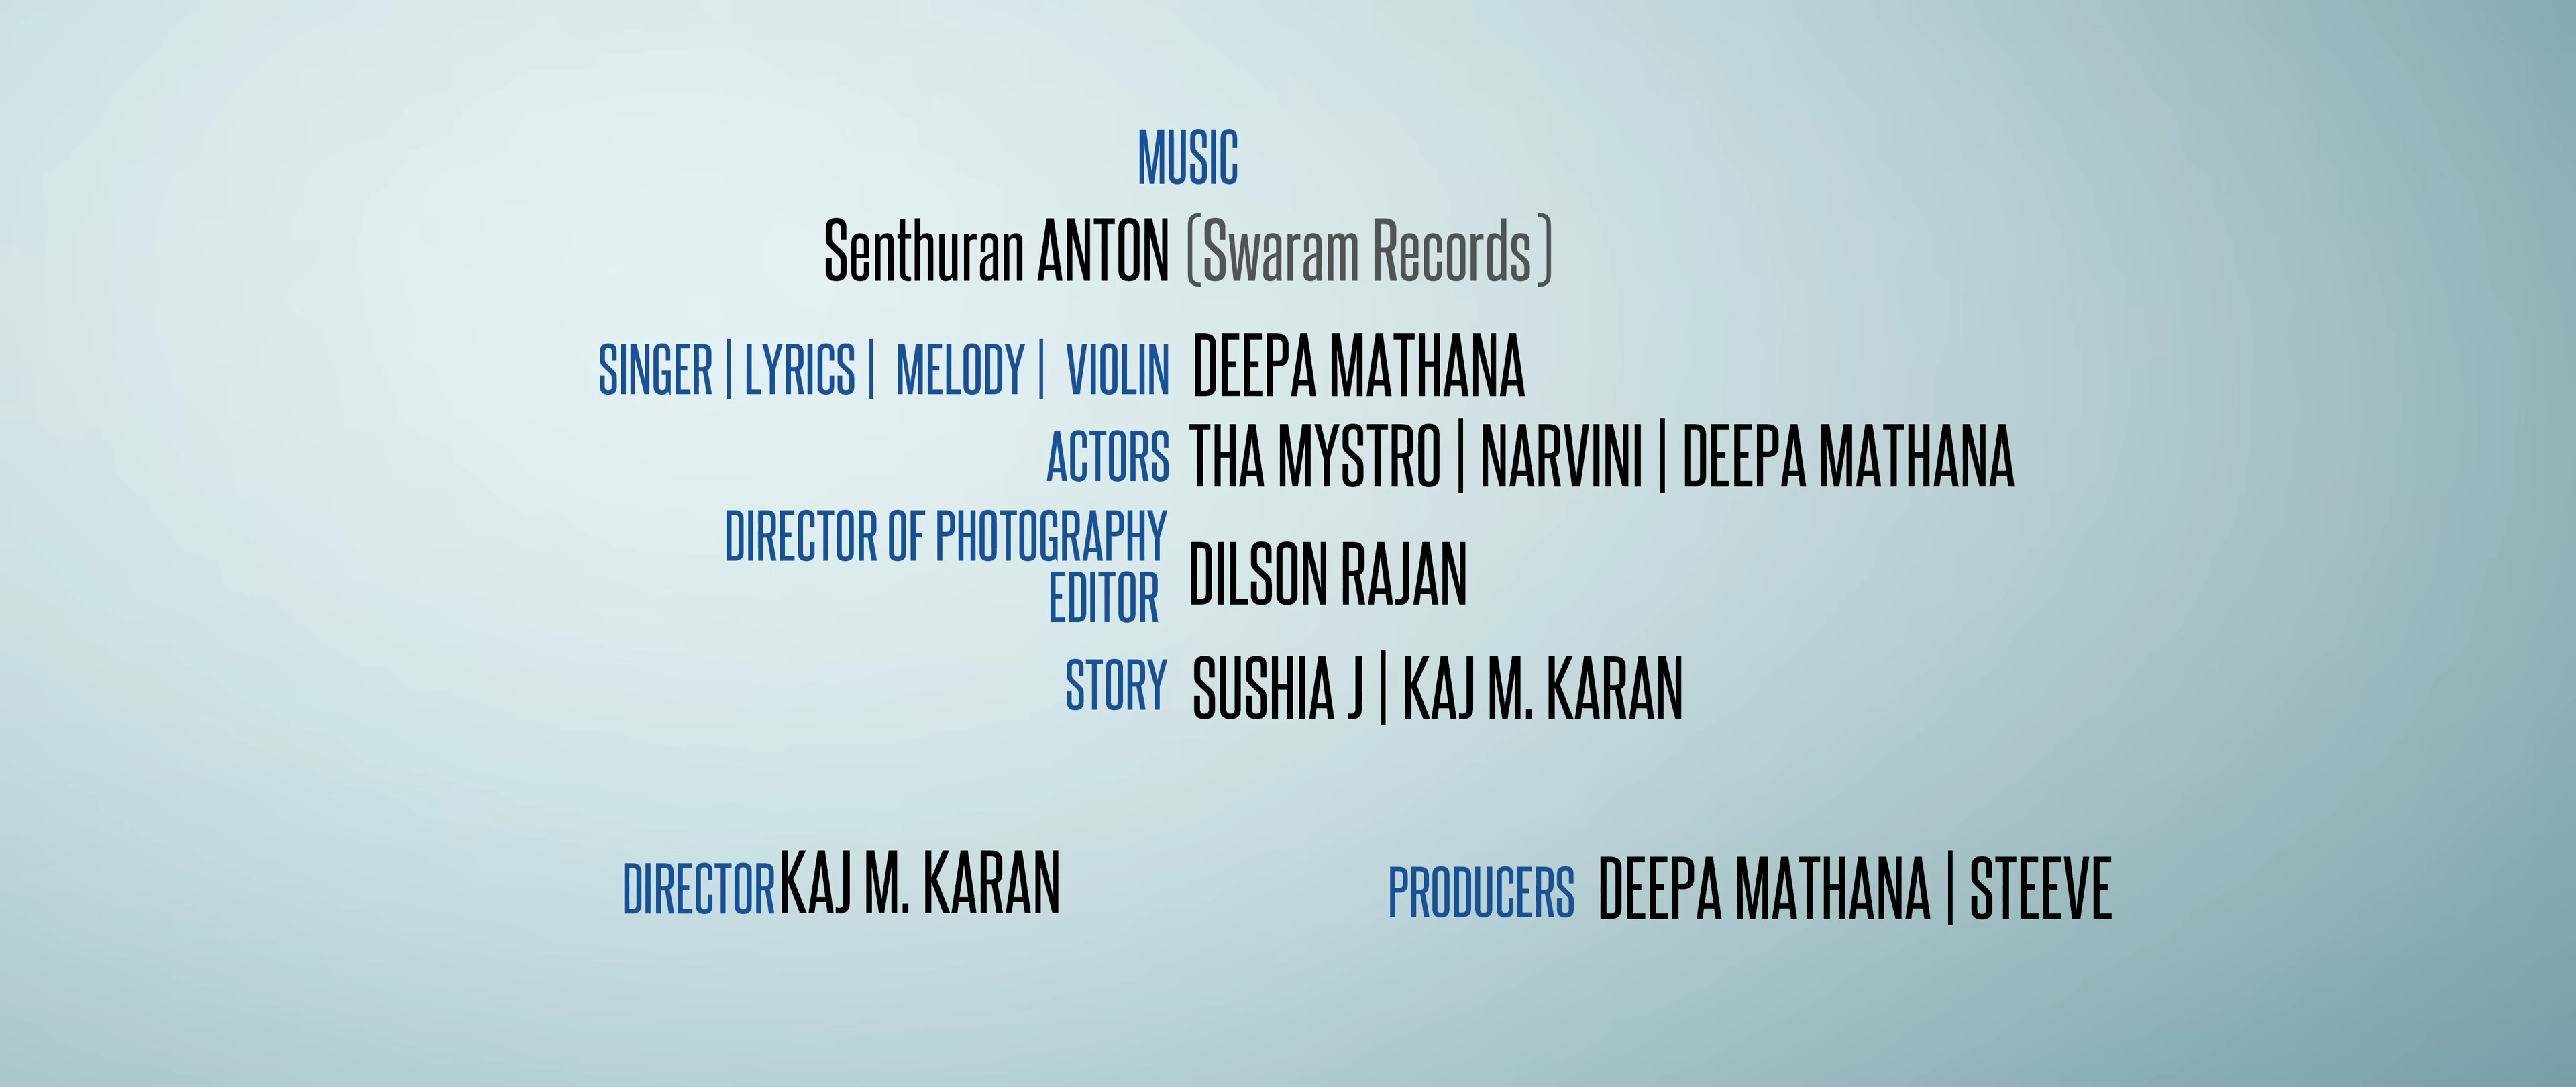 MUSIC
Senthuran ANTON (Swaram Records)
SINGER | LYRICS | MELODY | VIOLIN DEEPA MATHANA
ACTORS THA MYSTRO | NARVINI | DEEPA MATHANA
DIRECTOR OF PHOTOGRAPHY
EDITOR DILSON RAJAN
STORY SUSHIA J | KAJ M. KARAN
DIRECTOR KAJ M. KARAN PRODUCERS DEEPA MATHANA | STEEVE